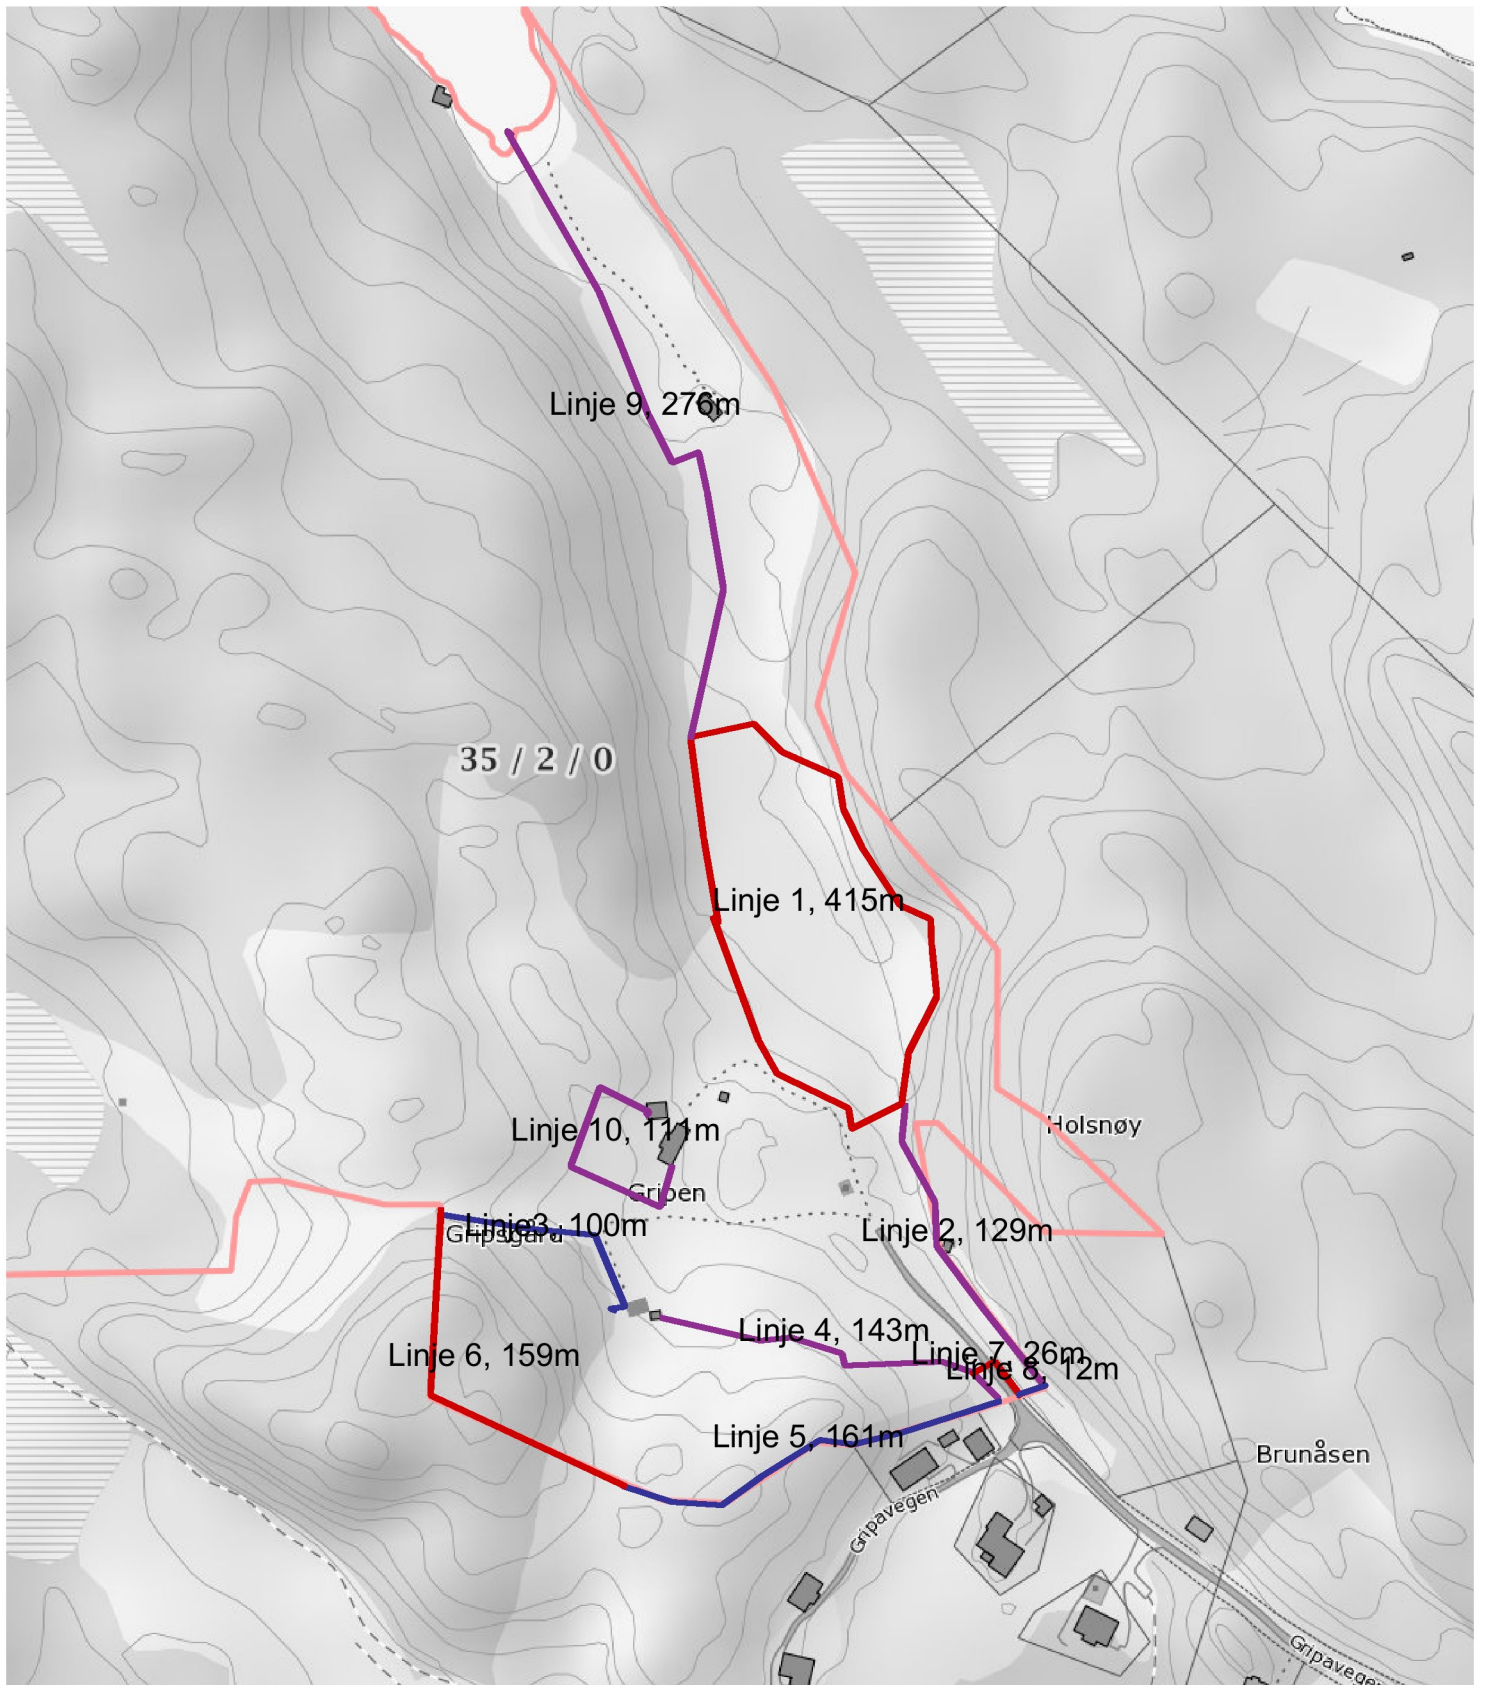 Linje 9, 276m
35 / 2 / 0
Linje 1, 415m
Holsnøy
Linje 10, 111m
Gripen
Linje 3, 100m
Gripsgård
Linje 2, 129m
Linje 4, 143m
Linje 7, 26m
Linje 6, 159m
Linje 8, 12m
Linje 5, 161m
Brunåsen
Gripavegen
Gripavegen